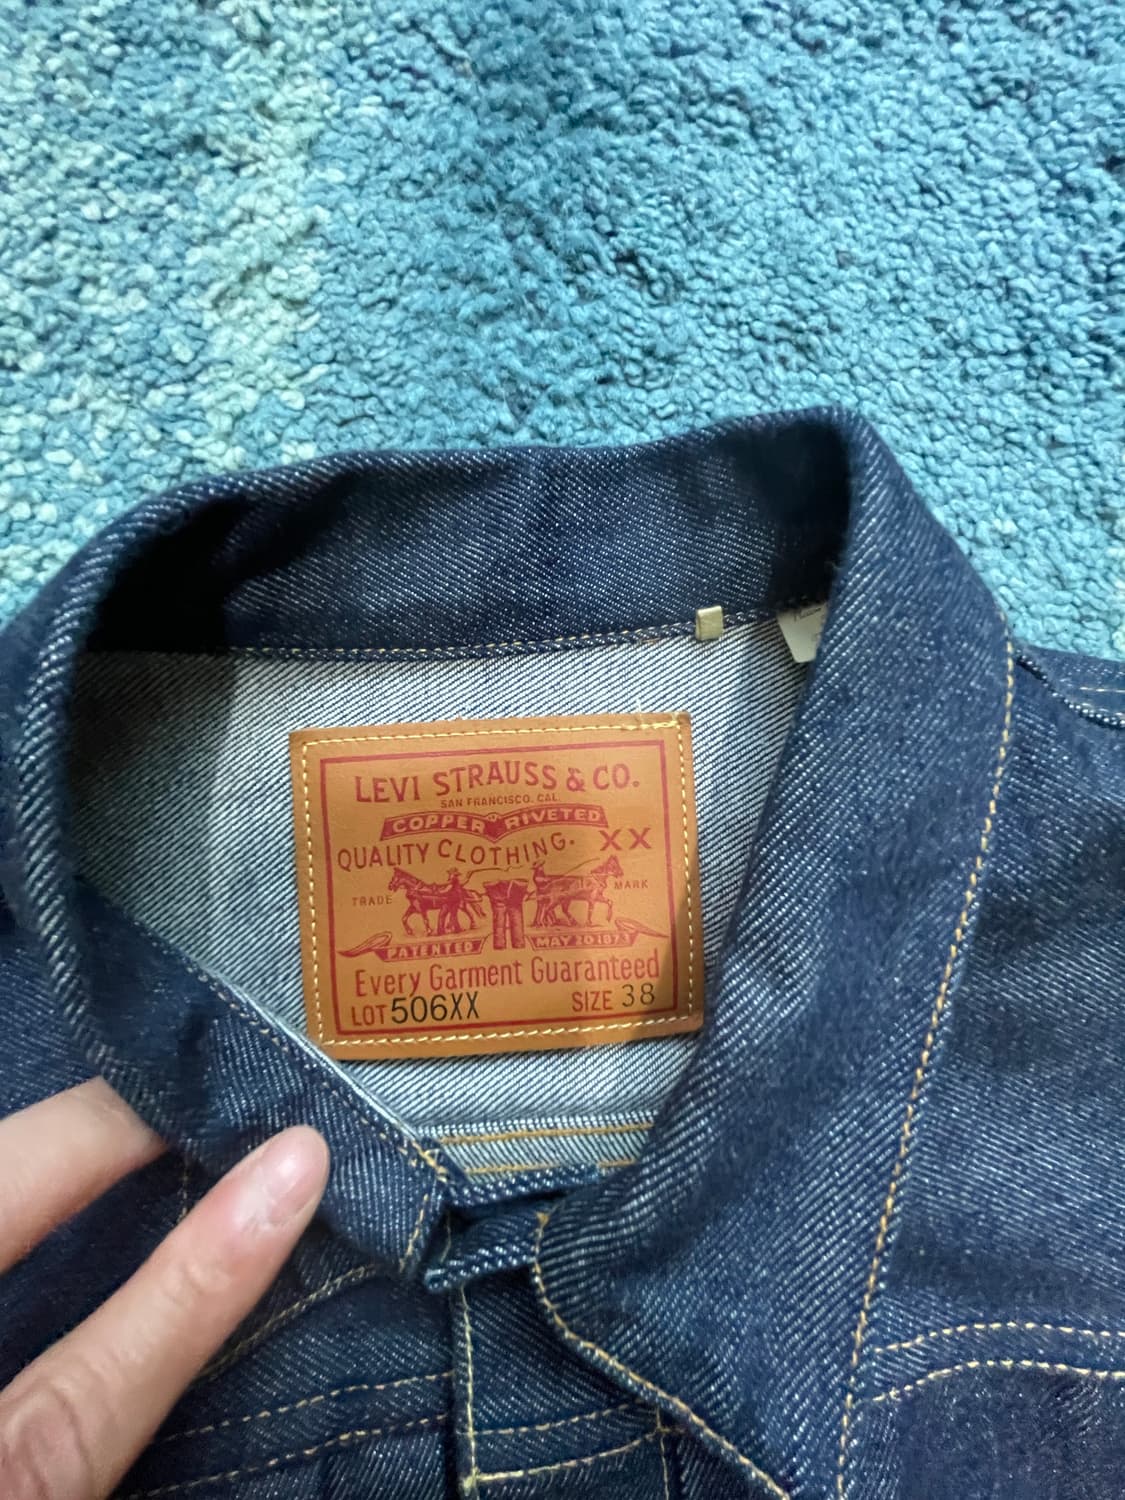 LEVI STRAUSS & CO.
SAN FRANCISCO. CAL
COPPER RIVETED
QUALITY CLOTHING. XX
TRADE MARK
PATENTED MAY 20 1873
Every Garment Guaranteed
LOT 506XX SIZE 38